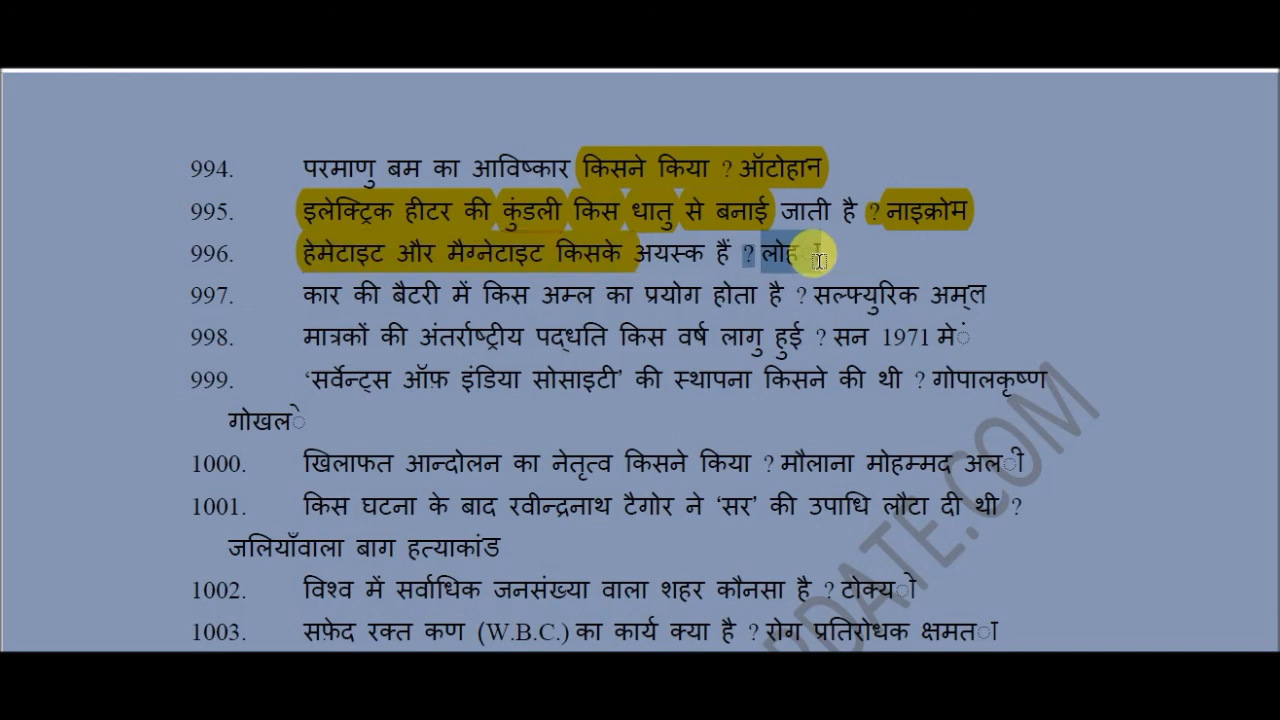 994. परमाणु बम का आविष्कार किसने किया ? ऑटोहान
995. इलेक्ट्रिक हीटर की कुंडली किस धातु से बनाई जाती है ? नाइक्रोम
996. हेमेटाइट और मैग्नेटाइट किसके अयस्क हैं ? लोहा
997. कार की बैटरी में किस अम्ल का प्रयोग होता है ? सल्फ्युरिक अम्ल
998. मात्रकों की अंतर्राष्ट्रीय पद्धति किस वर्ष लागु हुई ? सन 1971 में
999. ‘सर्वेन्ट्स ऑफ़ इंडिया सोसाइटी’ की स्थापना किसने की थी ? गोपालकृष्ण
गोखले
1000. खिलाफत आन्दोलन का नेतृत्व किसने किया ? मौलाना मोहम्मद अली
1001. किस घटना के बाद रवीन्द्रनाथ टैगोर ने ‘सर’ की उपाधि लौटा दी थी ?
जलियाँवाला बाग हत्याकांड
1002. विश्व में सर्वाधिक जनसंख्या वाला शहर कौनसा है ? टोक्यो
1003. सफ़ेद रक्त कण (W.B.C.) का कार्य क्या है ? रोग प्रतिरोधक क्षमता
PDATE.COM